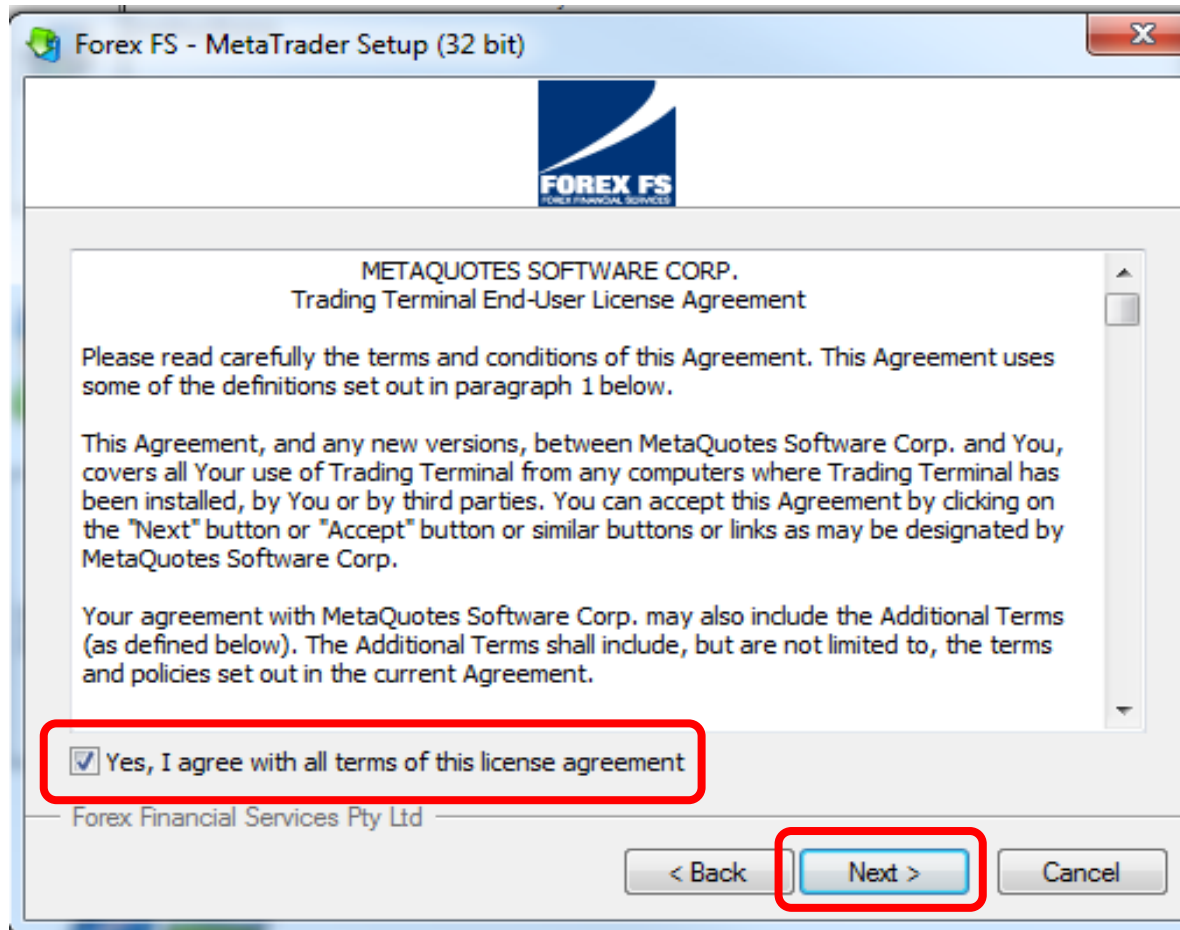 Forex FS - MetaTrader Setup (32 bit)
FOREX FS
FOREX FINANCIAL SERVICES
METAQUOTES SOFTWARE CORP.
Trading Terminal End-User License Agreement
Please read carefully the terms and conditions of this Agreement. This Agreement uses
some of the definitions set out in paragraph 1 below.
This Agreement, and any new versions, between MetaQuotes Software Corp. and You,
covers all Your use of Trading Terminal from any computers where Trading Terminal has
been installed, by You or by third parties. You can accept this Agreement by clicking on
the "Next" button or "Accept" button or similar buttons or links as may be designated by
MetaQuotes Software Corp.
Your agreement with MetaQuotes Software Corp. may also include the Additional Terms
(as defined below). The Additional Terms shall include, but are not limited to, the terms
and policies set out in the current Agreement.
Yes, I agree with all terms of this license agreement
Forex Financial Services Pty Ltd
< Back
Next >
Cancel